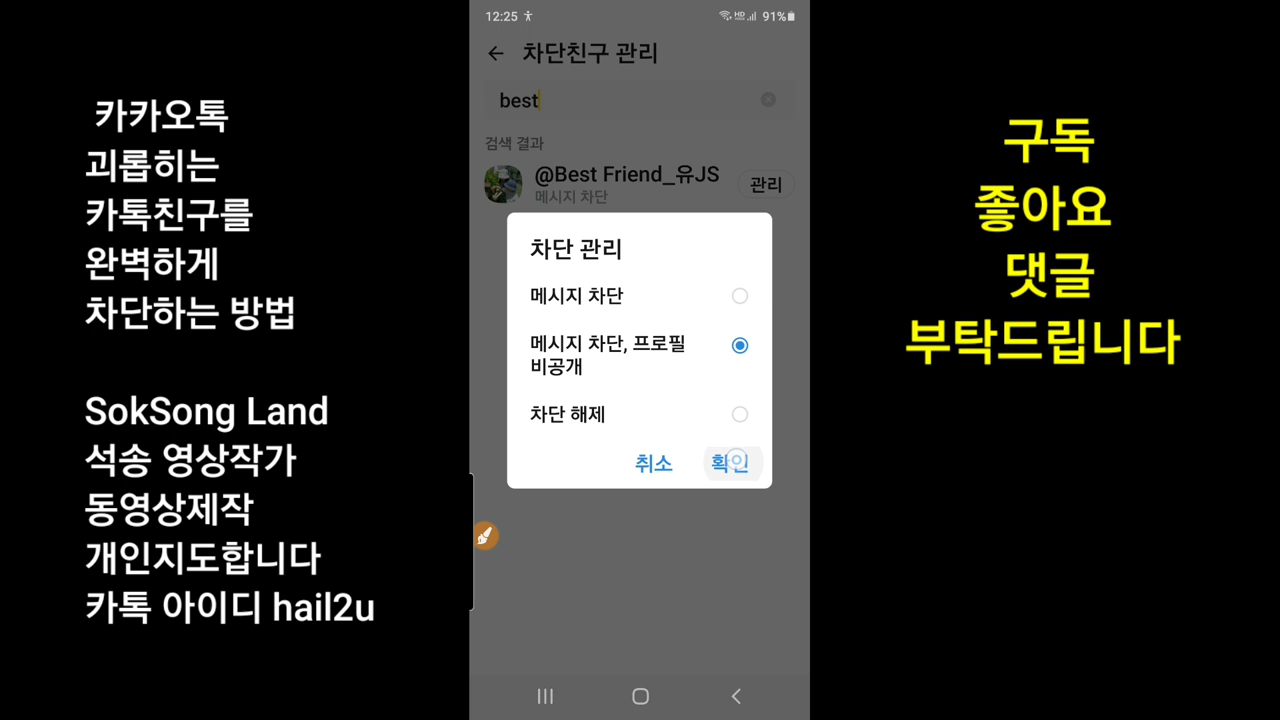 카카오톡
괴롭히는
카톡친구를
완벽하게
차단하는 방법
SokSong Land
석송 영상작가
동영상제작
개인지도합니다
카톡 아이디 hail2u
12:25 HD 91%
차단친구 관리
best
검색 결과
@Best Friend_유JS
메시지 차단
관리
차단 관리
메시지 차단
메시지 차단, 프로필
비공개
차단 해제
취소 확인
구독
좋아요
댓글
부탁드립니다